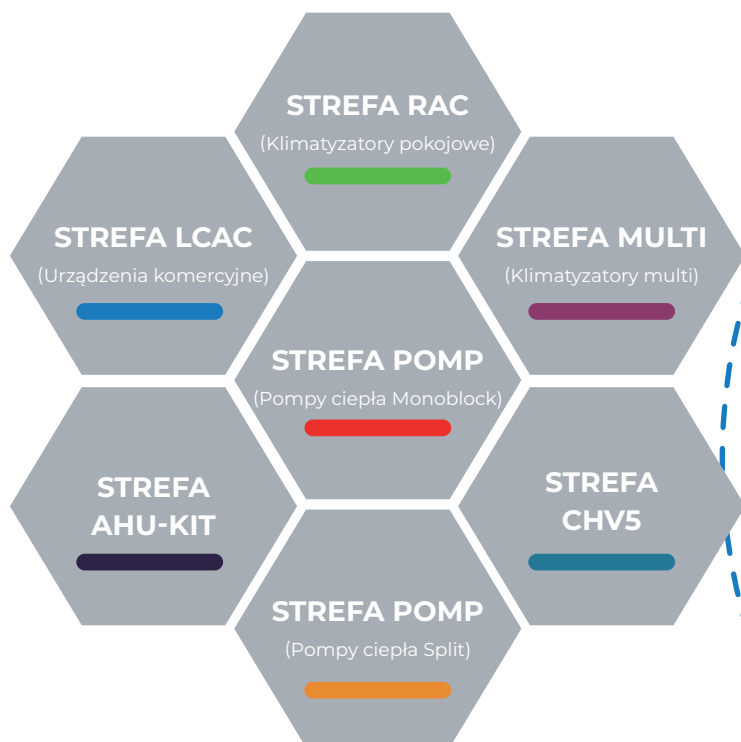 STREFA RAC
(Klimatyzatory pokojowe)
STREFA LCAC
(Urządzenia komercyjne)
STREFA MULTI
(Klimatyzatory multi)
STREFA POMP
(Pompy ciepła Monoblock)
STREFA
AHU-KIT
STREFA
CHV5
STREFA POMP
(Pompy ciepła Split)